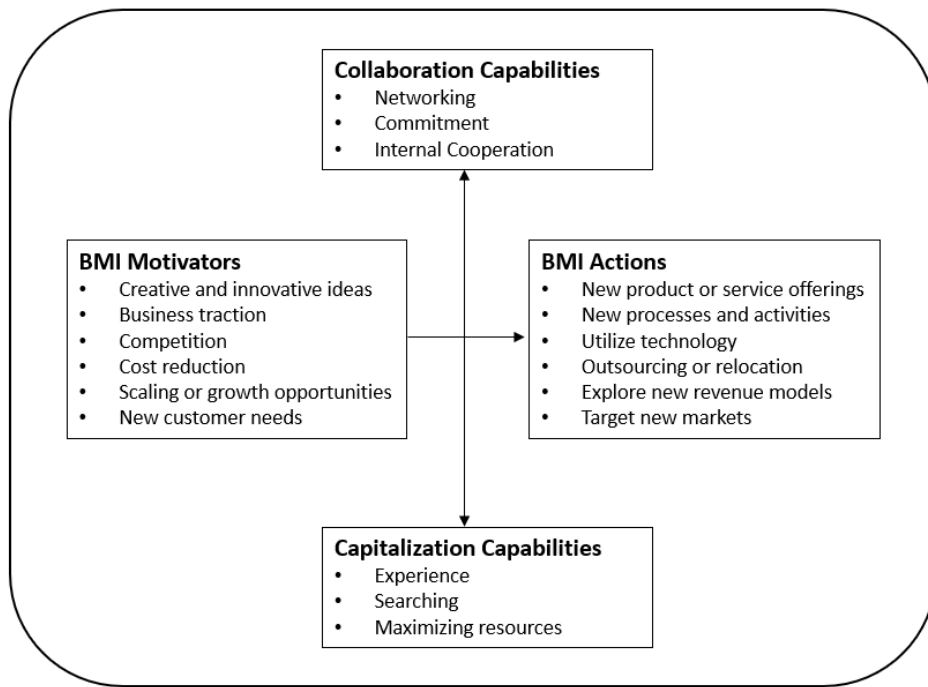 Collaboration Capabilities
• Networking
• Commitment
• Internal Cooperation
BMI Motivators
• Creative and innovative ideas
• Business traction
• Competition
• Cost reduction
• Scaling or growth opportunities
• New customer needs
BMI Actions
• New product or service offerings
• New processes and activities
• Utilize technology
• Outsourcing or relocation
• Explore new revenue models
• Target new markets
Capitalization Capabilities
• Experience
• Searching
• Maximizing resources